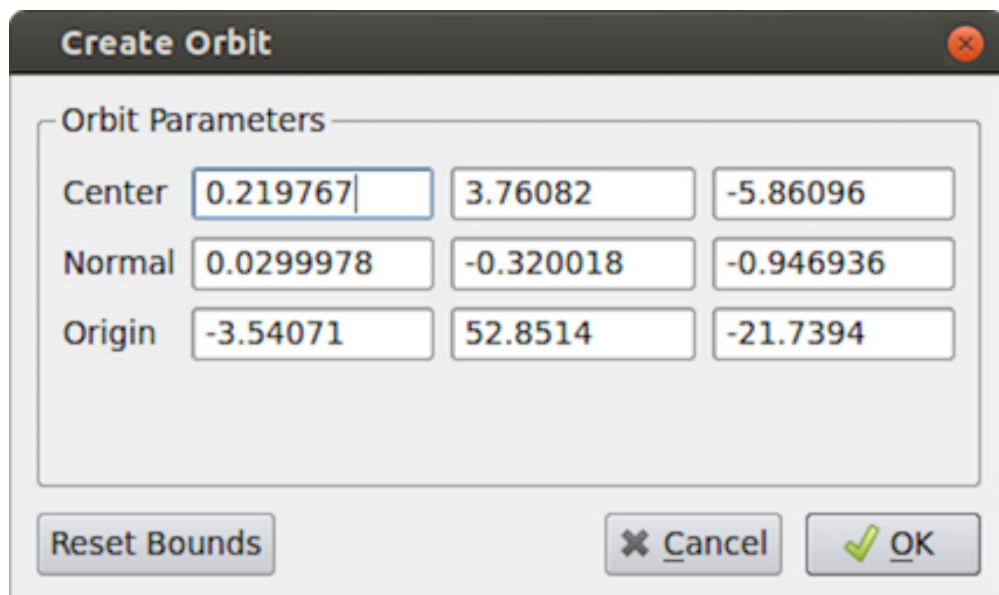 Create Orbit
Orbit Parameters
Center 0.219767 3.76082 -5.86096
Normal 0.0299978 -0.320018 -0.946936
Origin -3.54071 52.8514 -21.7394
Reset Bounds Cancel OK